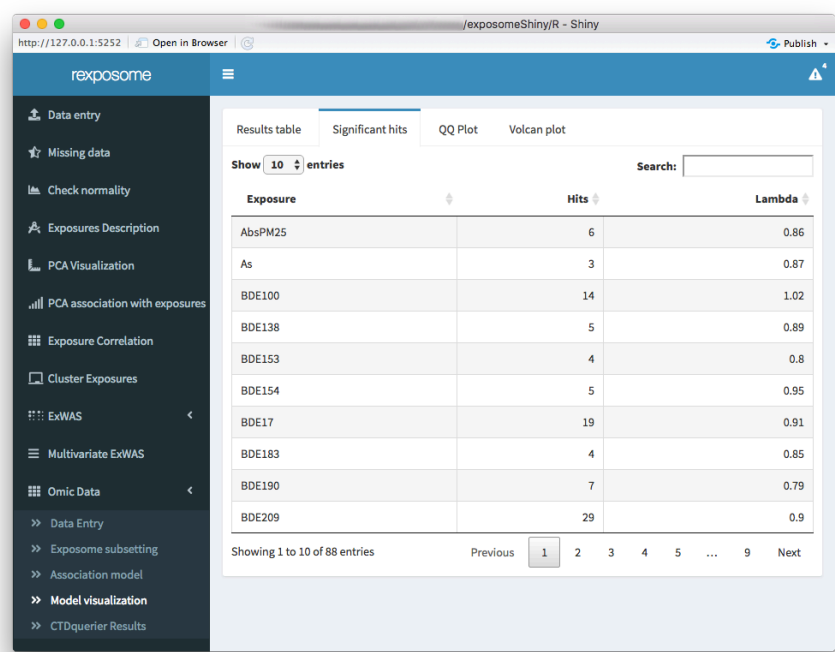 /exposomeShiny/R - Shiny
http://127.0.0.1:5252 Open in Browser Publish
rexposome 4
Data entry
Missing data
Check normality
Exposures Description
PCA Visualization
PCA association with exposures
Exposure Correlation
Cluster Exposures
ExWAS
Multivariate ExWAS
Omic Data
Data Entry
Exposome subsetting
Association model
Model visualization
CTDquerier Results
Results table Significant hits QQ Plot Volcan plot
Show 10 entries Search:
Exposure Hits Lambda
AbsPM25 6 0.86
As 3 0.87
BDE100 14 1.02
BDE138 5 0.89
BDE153 4 0.8
BDE154 5 0.95
BDE17 19 0.91
BDE183 4 0.85
BDE190 7 0.79
BDE209 29 0.9
Showing 1 to 10 of 88 entries Previous 1 2 3 4 5 ... 9 Next